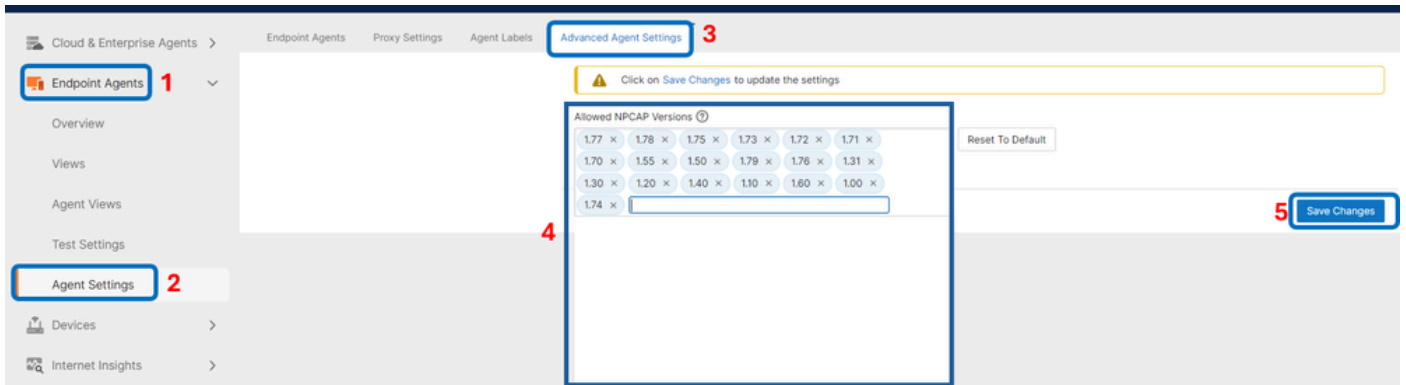 Cloud & Enterprise Agents
Endpoint Agents 1
Overview
Views
Agent Views
Test Settings
Agent Settings 2
Devices
Internet Insights
Endpoint Agents Proxy Settings Agent Labels Advanced Agent Settings 3
Click on Save Changes to update the settings
Allowed NPCAP Versions ?
1.77 × 1.78 × 1.75 × 1.73 × 1.72 × 1.71 ×
1.70 × 1.55 × 1.50 × 1.79 × 1.76 × 1.31 ×
1.30 × 1.20 × 1.40 × 1.10 × 1.60 × 1.00 ×
1.74 ×
4
Reset To Default
5 Save Changes